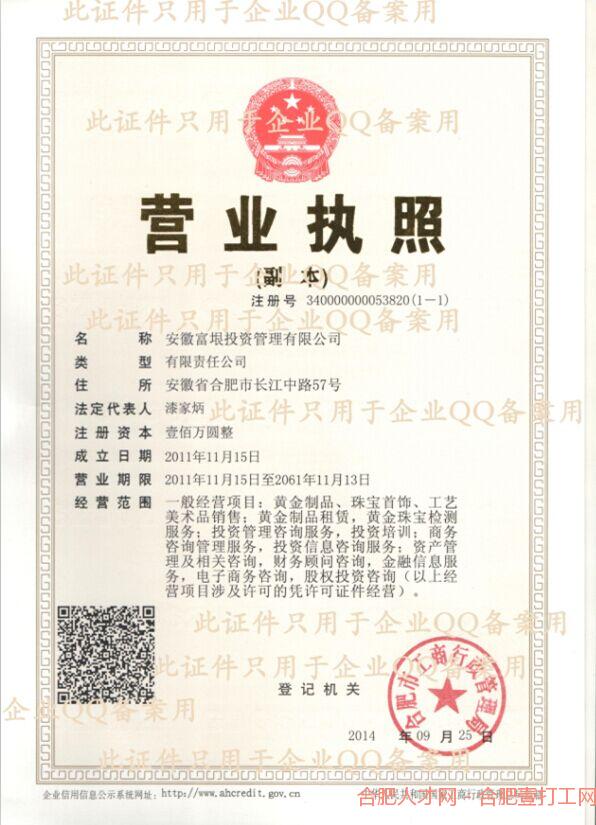 此证件只用于企业QQ备案用
此证件只用于企业QQ备案用
营业执照
(副 本)
此证件只用于企业QQ备案用
注册号 340000000053820(1-1)
此证件只用于企业QQ备案用
名 称 安徽富垠投资管理有限公司
类 型 有限责任公司
住 所 安徽省合肥市长江中路57号
法定代表人 漆家炳
此证件只用于企业QQ备案用
注册资本 壹佰万圆整
成立日期 2011年11月15日
营业期限 2011年11月15日至2061年11月13日
经营范围 一般经营项目：黄金制品、珠宝首饰、工艺
美术品销售；黄金制品租赁，黄金珠宝检测
服务；投资管理咨询服务，投资培训；商务
咨询管理服务，投资信息咨询服务；资产管
理及相关咨询，财务顾问咨询，金融信息服
务，电子商务咨询，股权投资咨询（以上经
营项目涉及许可的凭许可证件经营）。
此证件只用于企业QQ备案用
此证件只用于企业QQ备案用
合肥市工商行政管理局
登记机关
企业QQ备案用
2014 年 09 月 25 日
此证件只用于企业QQ备案用
企业信用信息公示系统网址：http://www.ahcredit.gov.cn
合肥人才网 合肥壹打工网